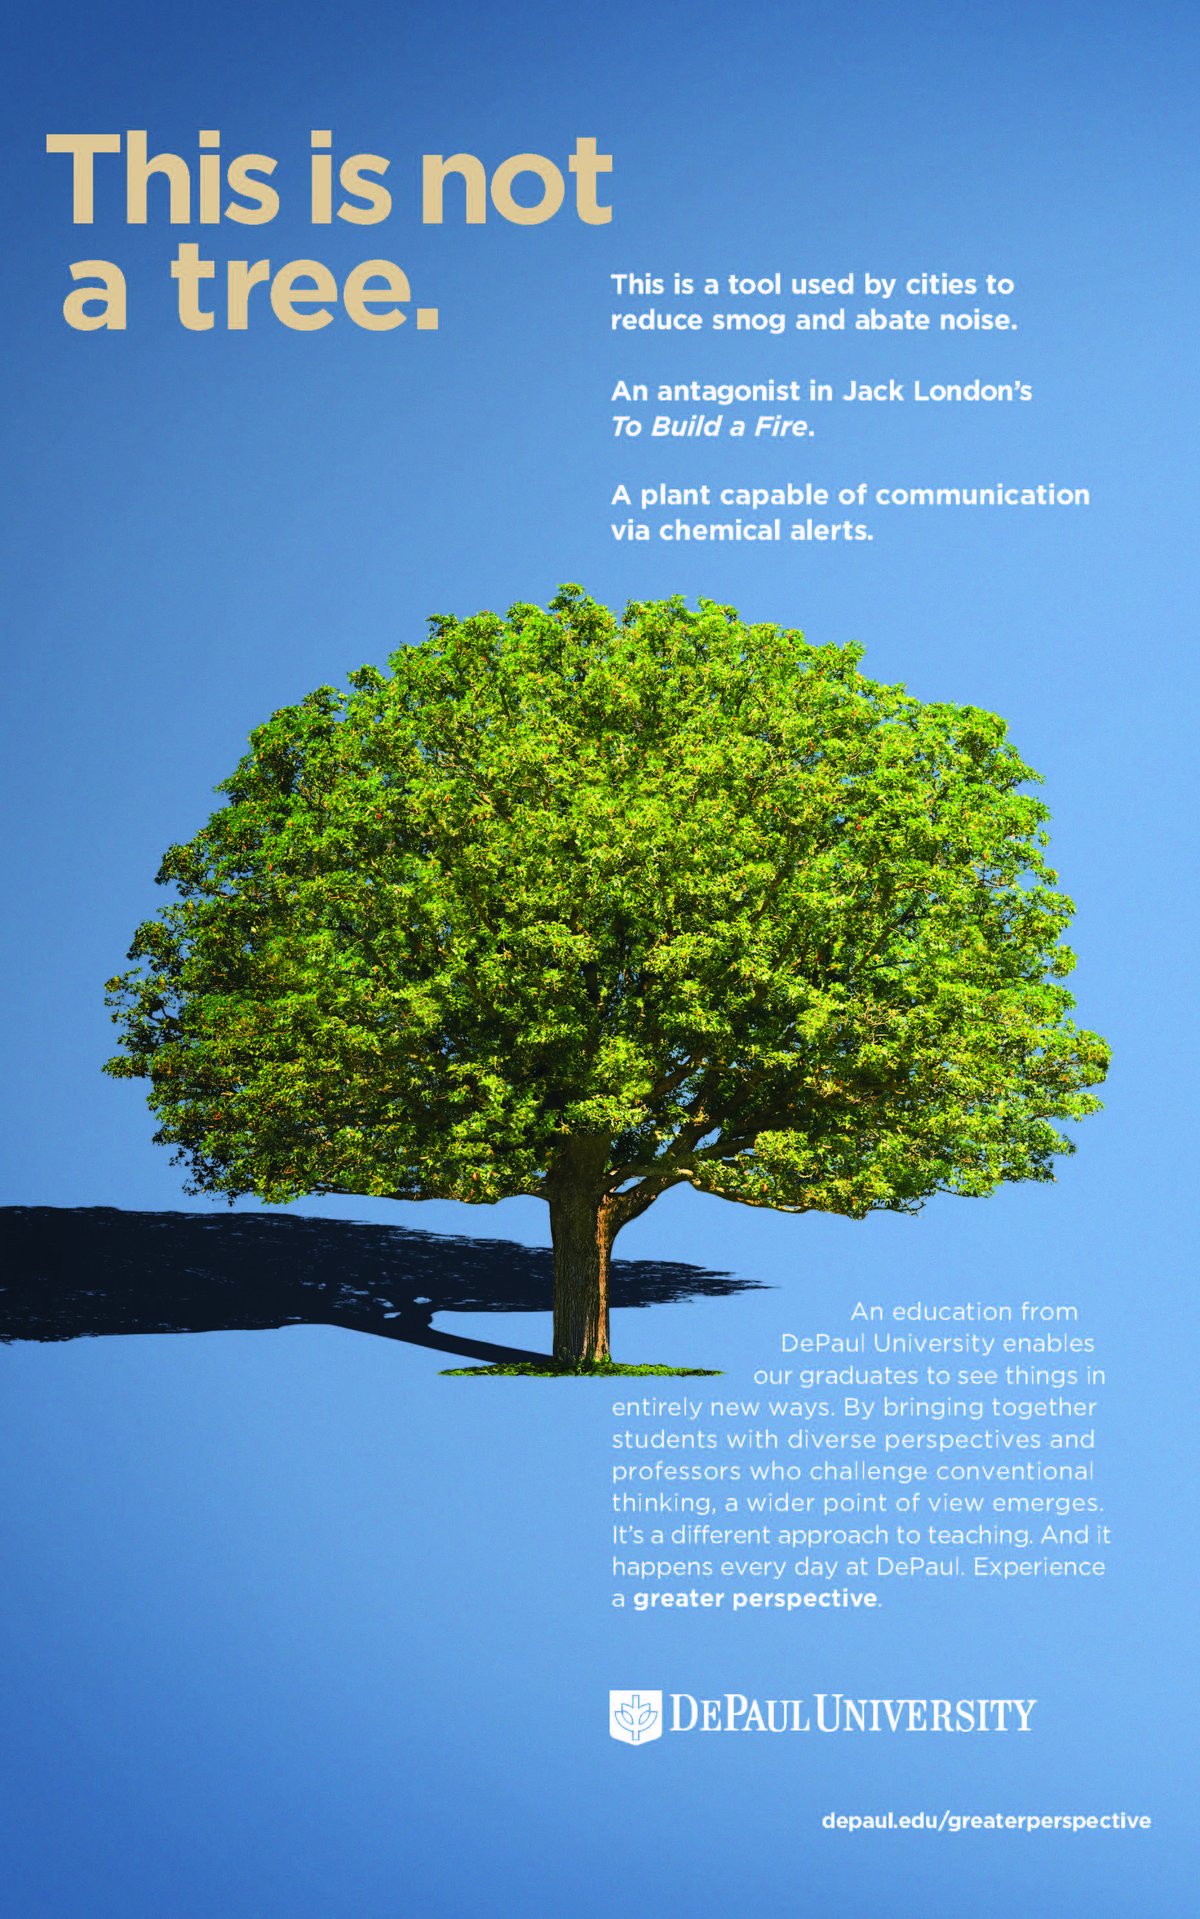 This is not
a tree.
This is a tool used by cities to
reduce smog and abate noise.
An antagonist in Jack London’s
To Build a Fire.
A plant capable of communication
via chemical alerts.
An education from
DePaul University enables
our graduates to see things in
entirely new ways. By bringing together
students with diverse perspectives and
professors who challenge conventional
thinking, a wider point of view emerges.
It’s a different approach to teaching. And it
happens every day at DePaul. Experience
a greater perspective.
DEPAUL UNIVERSITY
depaul.edu/greaterperspective